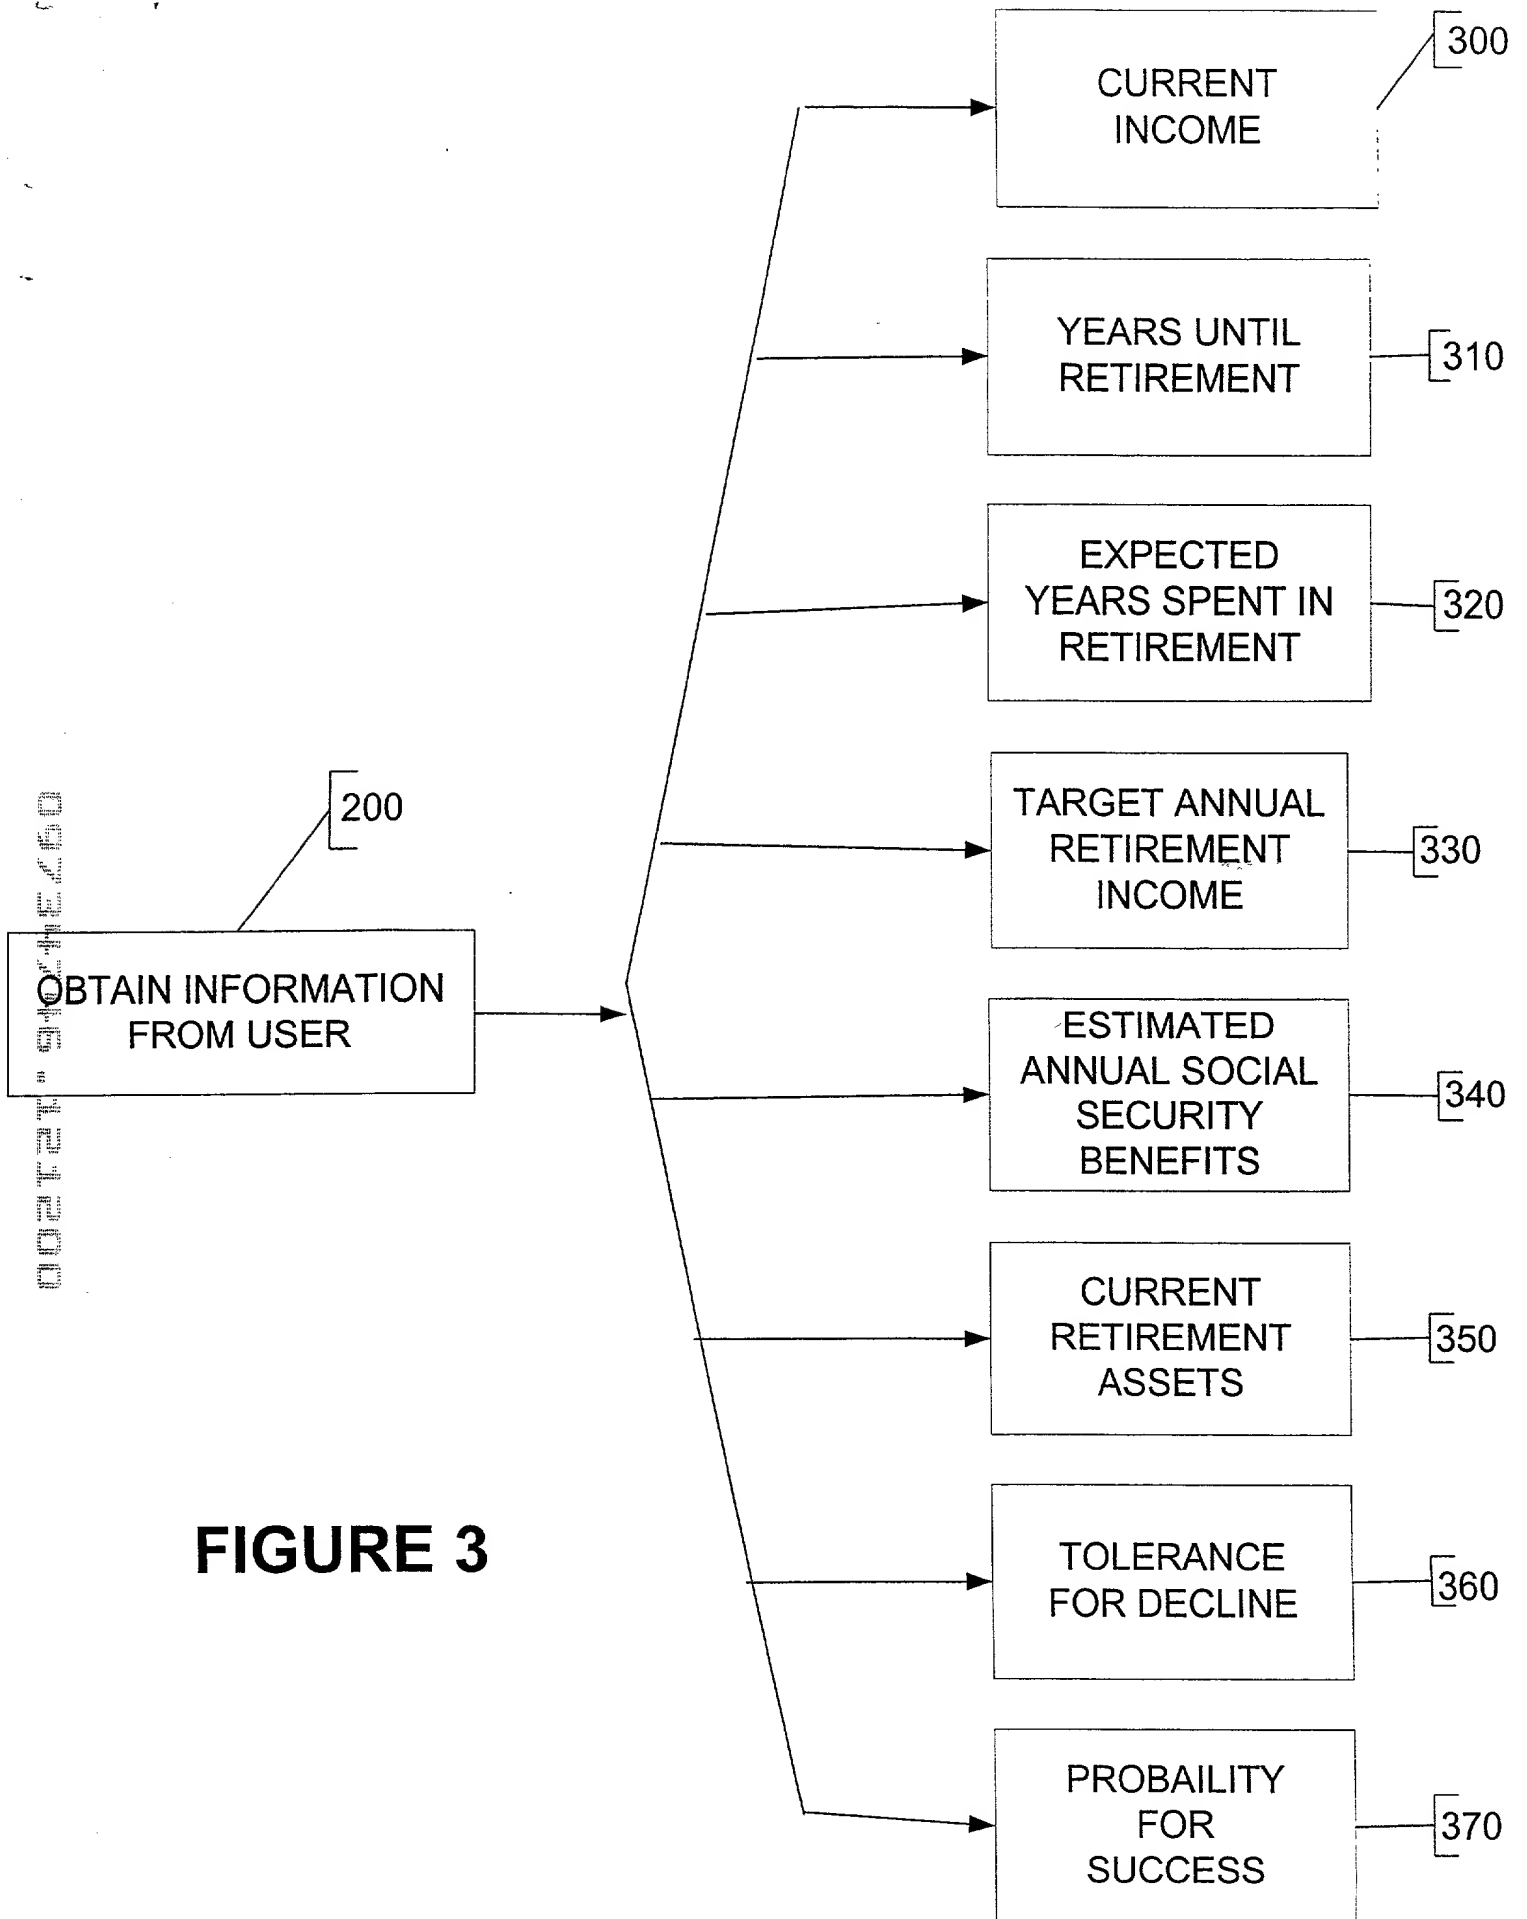 300
CURRENT
INCOME
YEARS UNTIL
RETIREMENT
310
EXPECTED
YEARS SPENT IN
RETIREMENT
320
TARGET ANNUAL
RETIREMENT
INCOME
330
200
OBTAIN INFORMATION
FROM USER
ESTIMATED
ANNUAL SOCIAL
SECURITY
BENEFITS
340
CURRENT
RETIREMENT
ASSETS
350
FIGURE 3
TOLERANCE
FOR DECLINE
360
PROBAILITY
FOR
SUCCESS
370